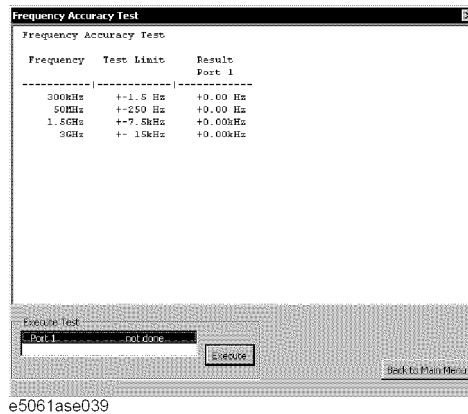 Frequency Accuracy Test
Frequency Accuracy Test
Frequency Test Limit Result
Port 1
-----------|-------------|------------
300kHz +-1.5 Hz +0.00 Hz
50MHz +-250 Hz +0.00 Hz
1.5GHz +-7.5kHz +0.00kHz
3GHz +- 15kHz +0.00kHz
Execute Test
Port 1 not done
Execute
Back to Main Menu
e5061ase039